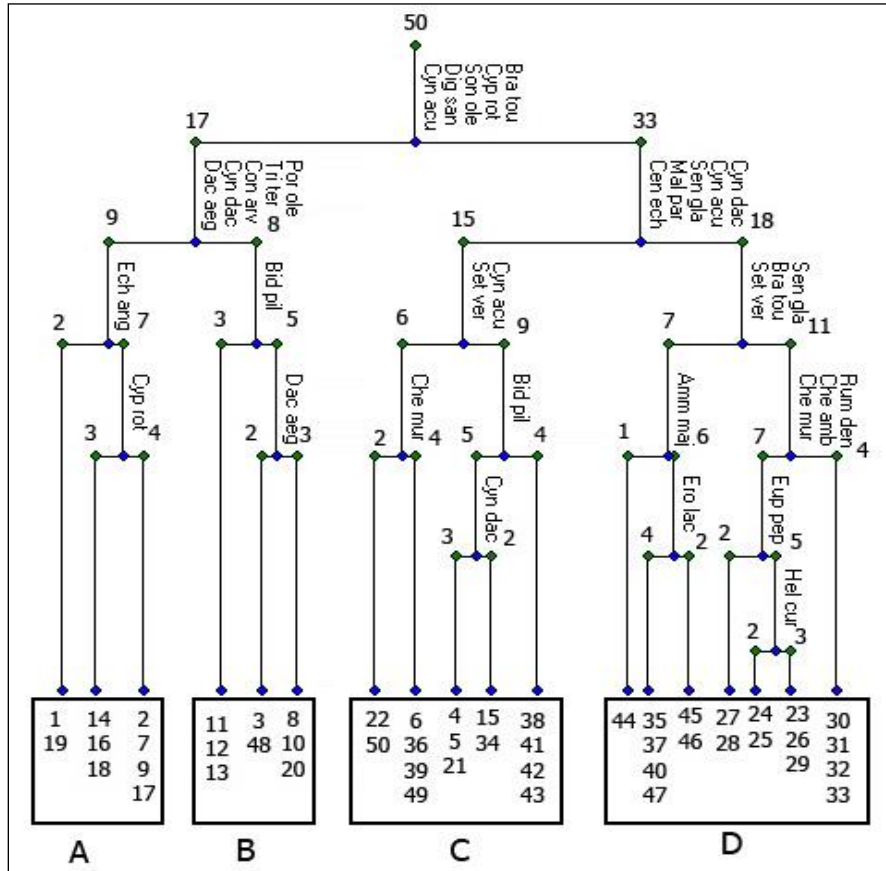 50
Bra tou
Cyp rot
Son ole
Dig san
Cyn acu
17
33
Por ole
Tri ter
Con arv
Cyn dac
Dac aeg
Cyn dac
Cyn acu
Sen gla
Mal par
Cen ech
9
8
15
18
Ech ang
Bid pil
Cyn acu
Set ver
Sen gla
Bra tou
Set ver
2
7
3
5
6
9
7
11
Cyp rot
Dac aeg
Che mur
Bid pil
Amm maj
Rum den
Che amb
Che mur
3
4
2
3
2
4
5
4
1
6
7
4
Cyn dac
Ero lac
Eup pep
3
2
4
2
2
5
Hel cur
2
3
1 14 2
19 16 7
18 9
17
11 3 8
12 48 10
13 20
22 6 4 15 38
50 36 5 34 41
39 21 42
49 43
44 35 45 27 24 23 30
37 46 28 25 26 31
40 29 32
47 33
A B C D